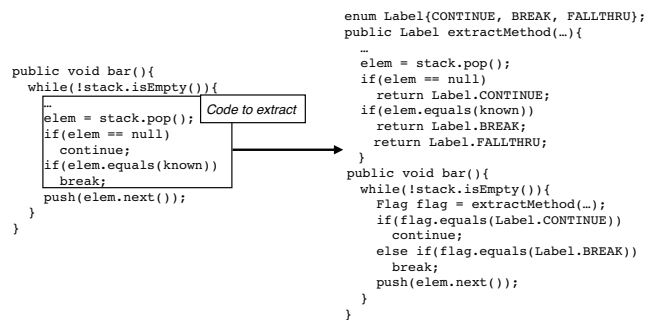 public void bar(){
while(!stack.isEmpty()){
…
elem = stack.pop();
if(elem == null)
continue;
if(elem.equals(known))
break;
push(elem.next());
}
}
Code to extract
enum Label{CONTINUE, BREAK, FALLTHRU};
public Label extractMethod(…){
…
elem = stack.pop();
if(elem == null)
return Label.CONTINUE;
if(elem.equals(known))
return Label.BREAK;
return Label.FALLTHRU;
}
public void bar(){
while(!stack.isEmpty()){
Flag flag = extractMethod(…);
if(flag.equals(Label.CONTINUE))
continue;
else if(flag.equals(Label.BREAK))
break;
push(elem.next());
}
}